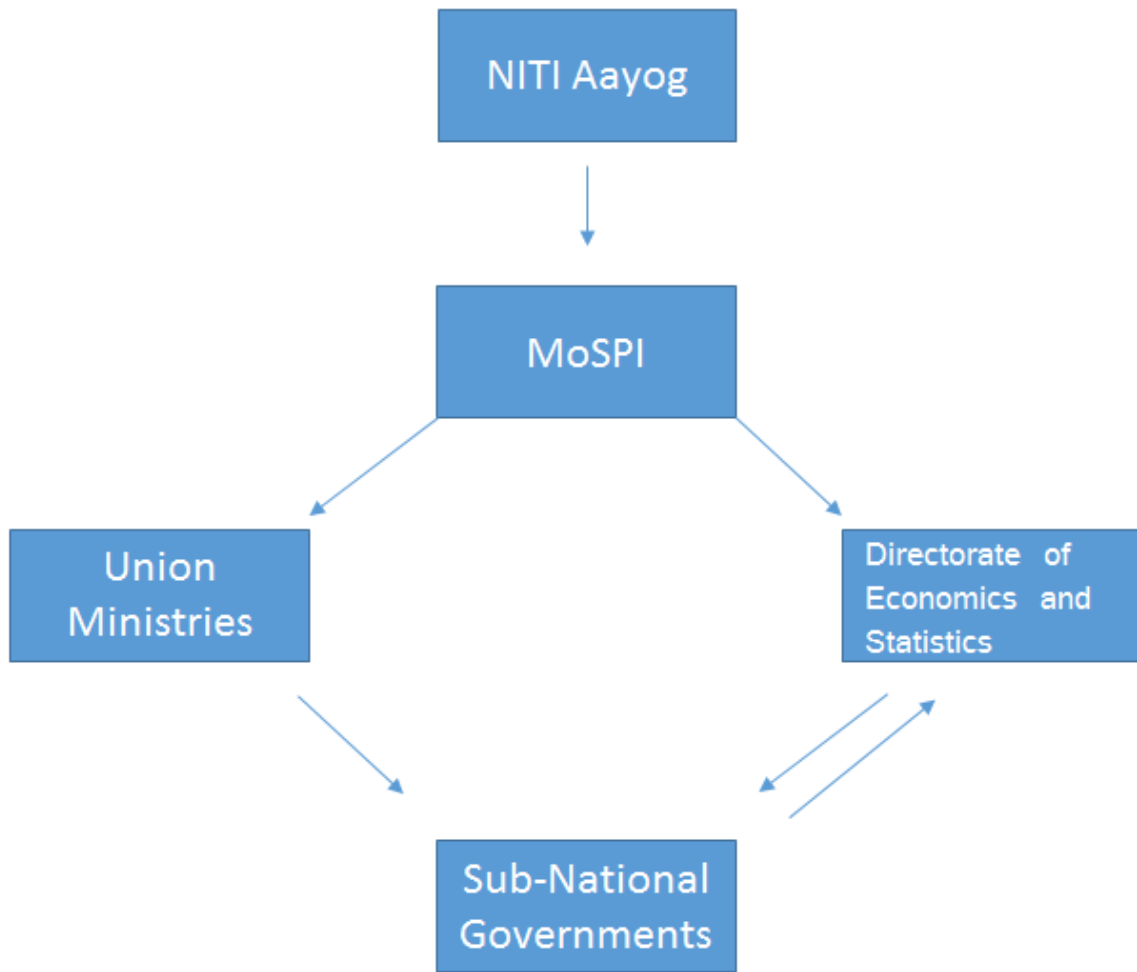 NITI Aayog
MoSPI
Union
Ministries
Directorate of
Economics and
Statistics
Sub-National
Governments